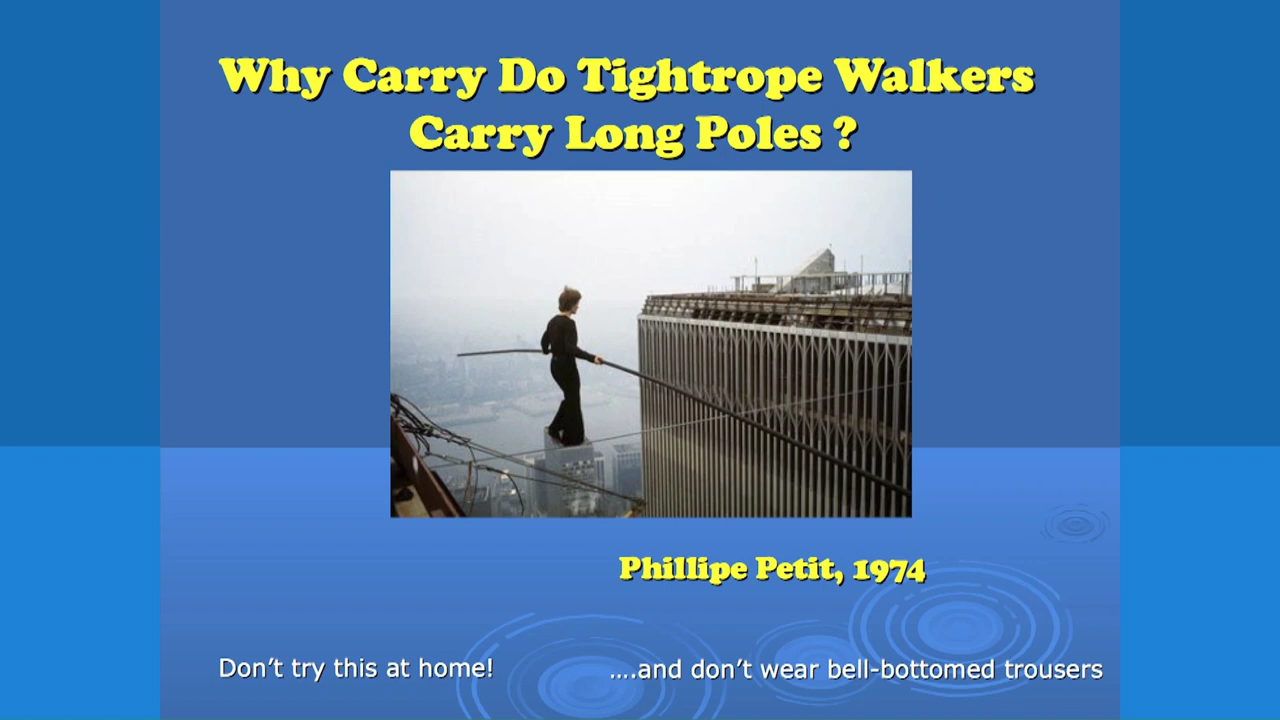 Why Carry Do Tightrope Walkers
Carry Long Poles ?
Phillipe Petit, 1974
Don’t try this at home!
....and don’t wear bell-bottomed trousers